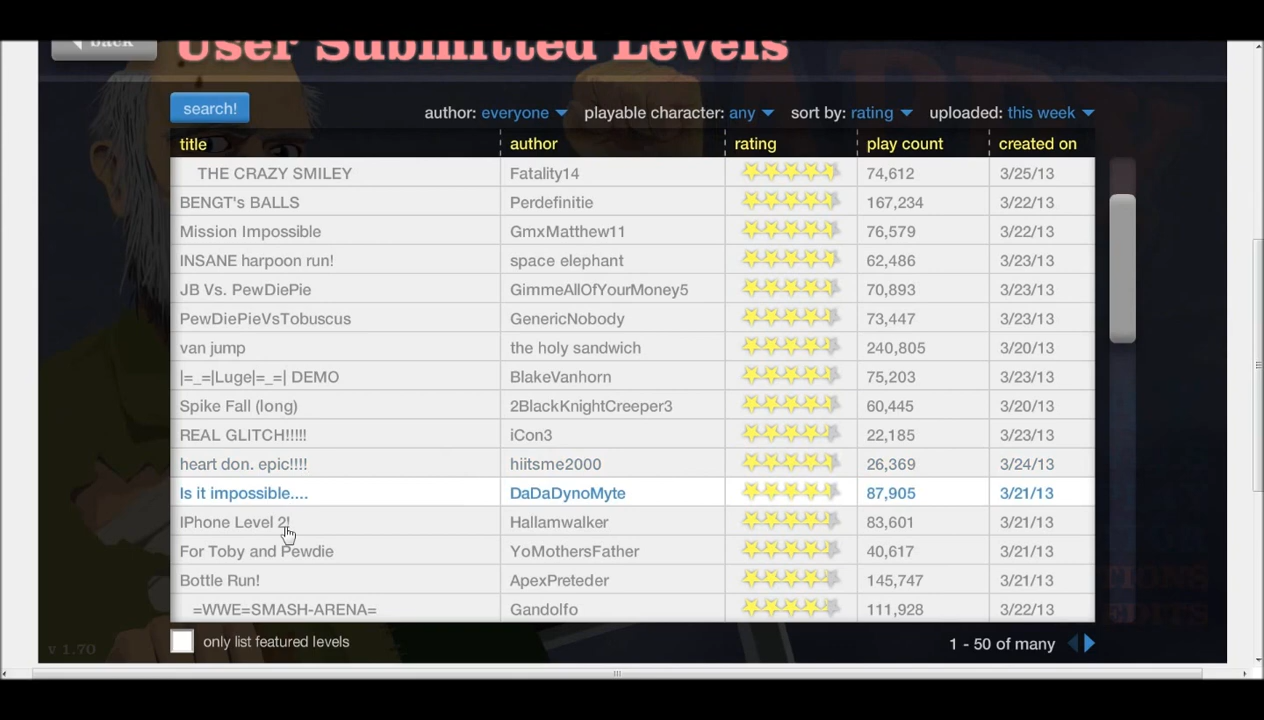 back
User Submitted Levels
search!
author: everyone playable character: any sort by: rating uploaded: this week
title author rating play count created on
THE CRAZY SMILEY Fatality14 74,612 3/25/13
BENGT's BALLS Perdefinitie 167,234 3/22/13
Mission Impossible GmxMatthew11 76,579 3/22/13
INSANE harpoon run! space elephant 62,486 3/23/13
JB Vs. PewDiePie GimmeAllOfYourMoney5 70,893 3/23/13
PewDiePieVsTobuscus GenericNobody 73,447 3/23/13
van jump the holy sandwich 240,805 3/20/13
|=_=|Luge|=_=| DEMO BlakeVanhorn 75,203 3/23/13
Spike Fall (long) 2BlackKnightCreeper3 60,445 3/20/13
REAL GLITCH!!!!! iCon3 22,185 3/23/13
heart don. epic!!!! hiitsme2000 26,369 3/24/13
Is it impossible.... DaDaDynoMyte 87,905 3/21/13
IPhone Level 2! Hallamwalker 83,601 3/21/13
For Toby and Pewdie YoMothersFather 40,617 3/21/13
Bottle Run! ApexPreteder 145,747 3/21/13
=WWE=SMASH-ARENA= Gandolfo 111,928 3/22/13
only list featured levels 1 - 50 of many
v 1.70